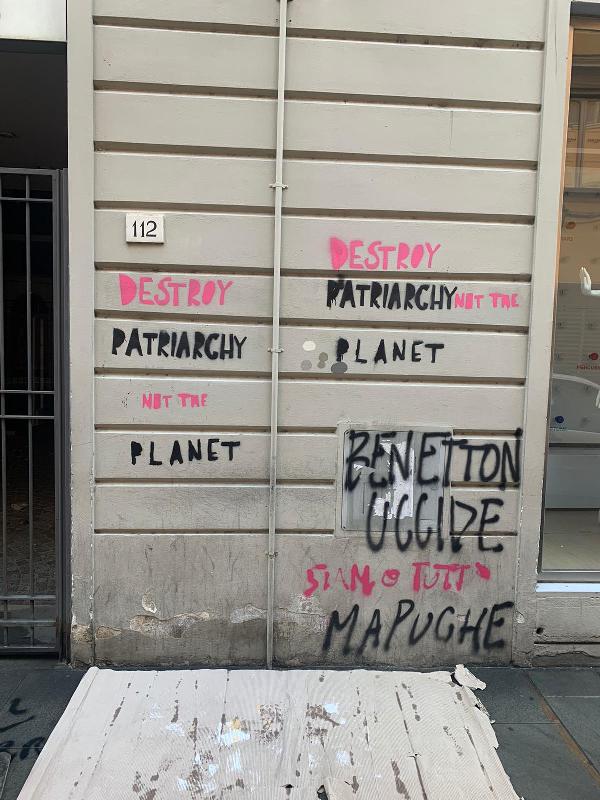 112
DESTROY
PATRIARCHY
NOT THE
PLANET
DESTROY
PATRIARCHY NOT THE
PLANET
BENETTON
UCCIDE
SIAMO TUTTI
MAPUCHE